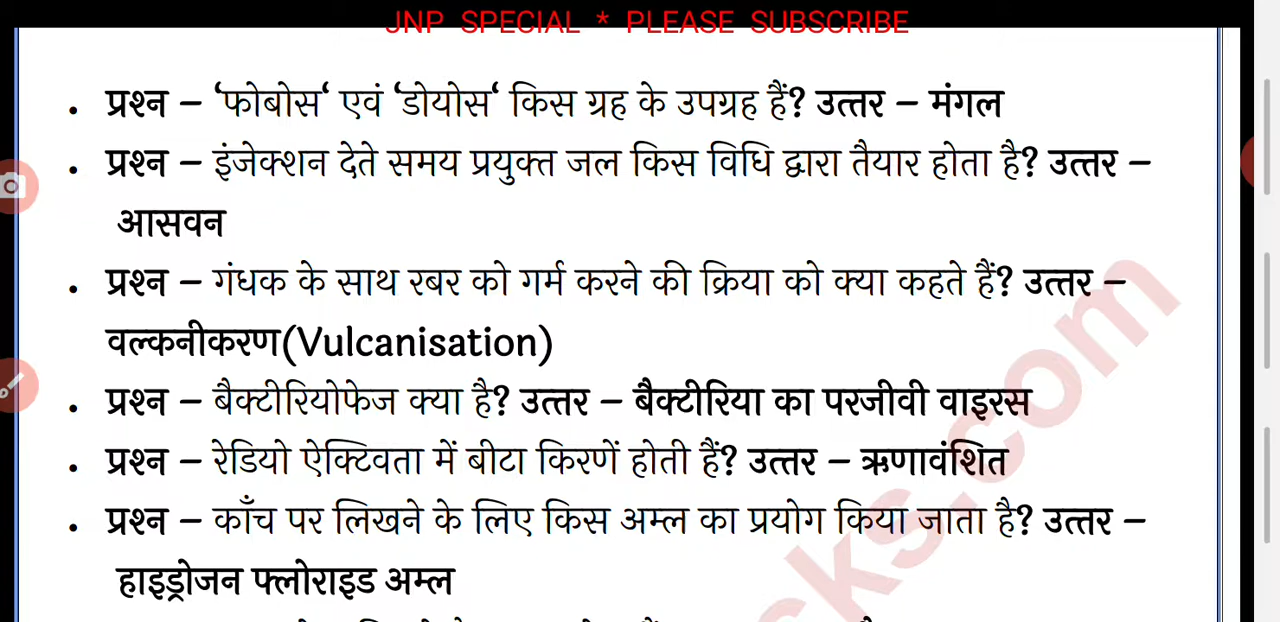 JNP SPECIAL * PLEASE SUBSCRIBE
• प्रश्न – ‘फोबोस‘ एवं ‘डोयोस‘ किस ग्रह के उपग्रह हैं? उत्तर – मंगल
• प्रश्न – इंजेक्शन देते समय प्रयुक्त जल किस विधि द्वारा तैयार होता है? उत्तर –
आसवन
• प्रश्न – गंधक के साथ रबर को गर्म करने की क्रिया को क्या कहते हैं? उत्तर –
वल्कनीकरण(Vulcanisation)
• प्रश्न – बैक्टीरियोफेज क्या है? उत्तर – बैक्टीरिया का परजीवी वाइरस
• प्रश्न – रेडियो ऐक्टिवता में बीटा किरणें होती हैं? उत्तर – ऋणावंशित
• प्रश्न – काँच पर लिखने के लिए किस अम्ल का प्रयोग किया जाता है? उत्तर –
हाइड्रोजन फ्लोराइड अम्ल
ks.com